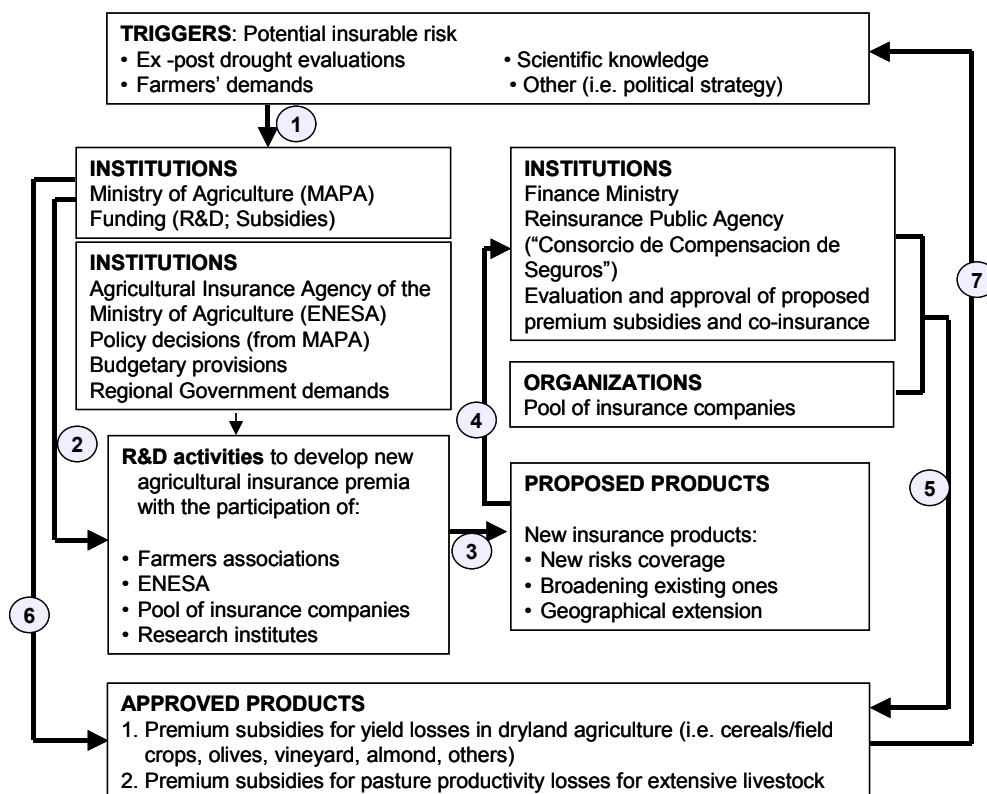 TRIGGERS: Potential insurable risk
• Ex -post drought evaluations
• Scientific knowledge
• Farmers' demands
• Other (i.e. political strategy)
1
INSTITUTIONS
Ministry of Agriculture (MAPA)
Funding (R&D; Subsidies)
INSTITUTIONS
Agricultural Insurance Agency of the
Ministry of Agriculture (ENESA)
Policy decisions (from MAPA)
Budgetary provisions
Regional Government demands
INSTITUTIONS
Finance Ministry
Reinsurance Public Agency
("Consorcio de Compensacion de
Seguros")
Evaluation and approval of proposed
premium subsidies and co-insurance
7
ORGANIZATIONS
Pool of insurance companies
4
2
R&D activities to develop new
agricultural insurance premia
with the participation of:
• Farmers associations
• ENESA
• Pool of insurance companies
• Research institutes
3
PROPOSED PRODUCTS
New insurance products:
• New risks coverage
• Broadening existing ones
• Geographical extension
5
6
APPROVED PRODUCTS
1. Premium subsidies for yield losses in dryland agriculture (i.e. cereals/field
crops, olives, vineyard, almond, others)
2. Premium subsidies for pasture productivity losses for extensive livestock